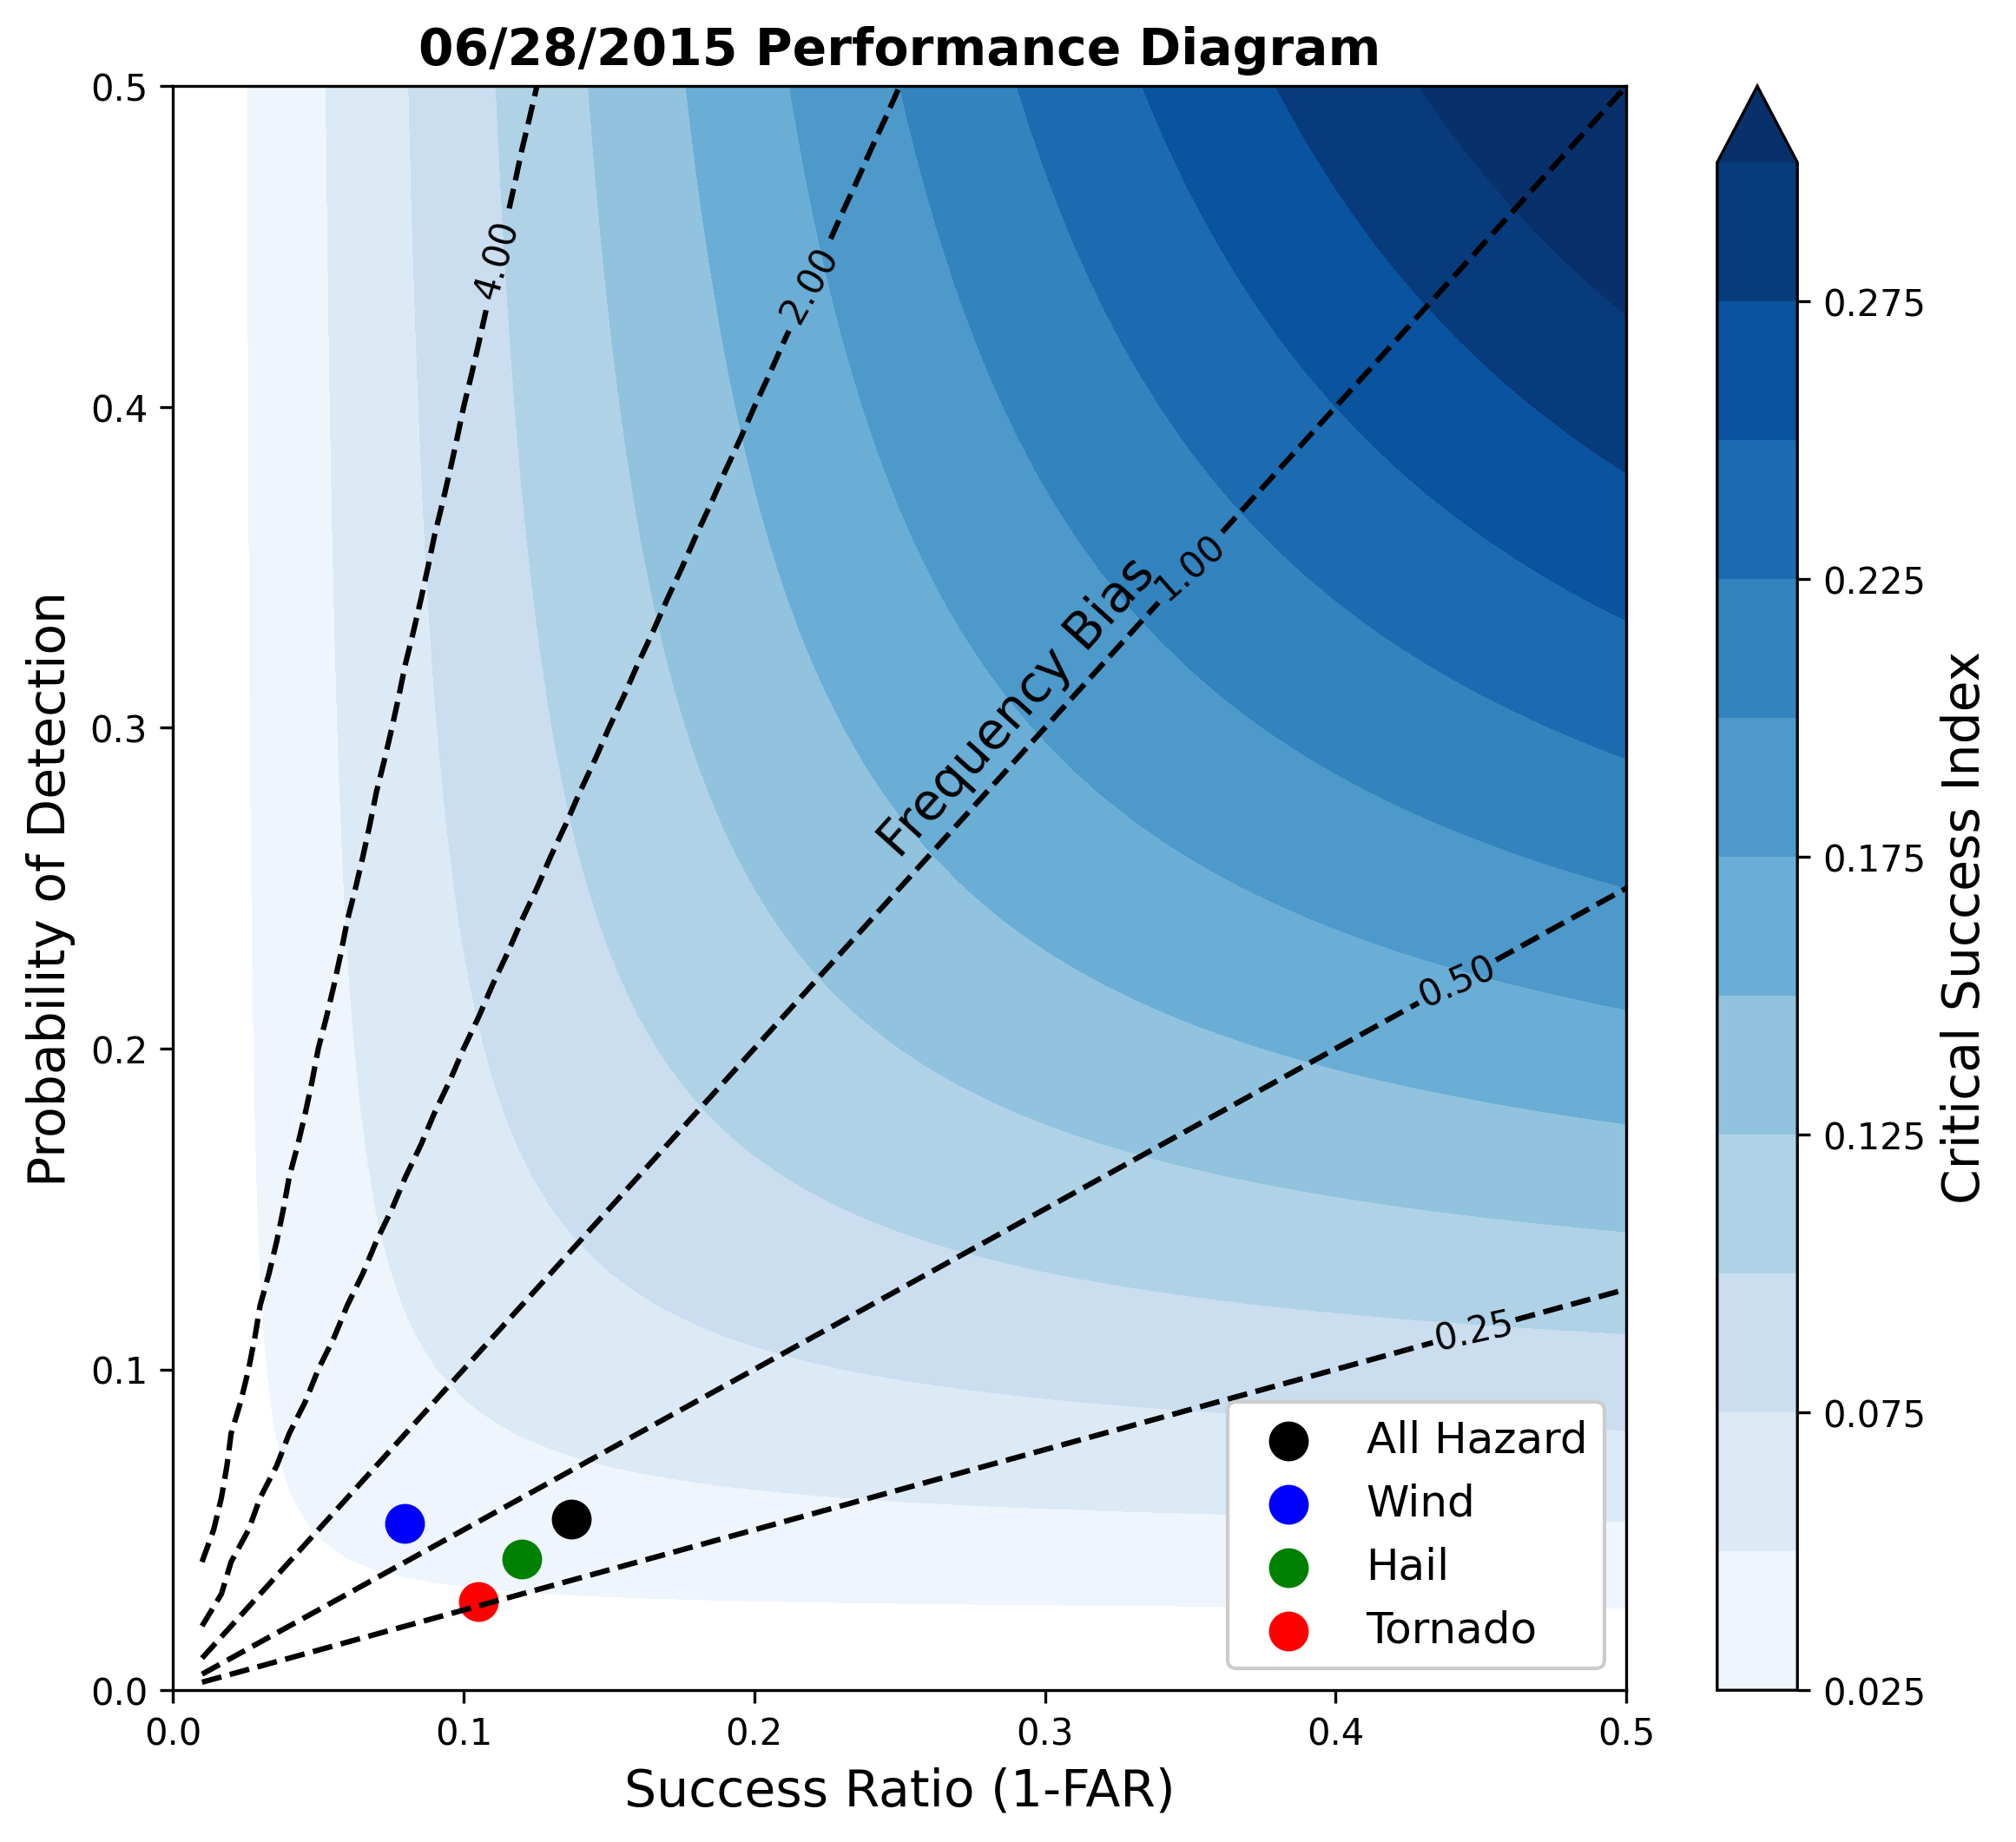 06/28/2015 Performance Diagram
0.5
0.4
0.3
0.2
0.1
0.0
Probability of Detection
0.0
0.1
0.2
0.3
0.4
0.5
Success Ratio (1-FAR)
4.00
2.00
1.00
0.50
0.25
Frequency Bias
All Hazard
Wind
Hail
Tornado
0.275
0.225
0.175
0.125
0.075
0.025
Critical Success Index